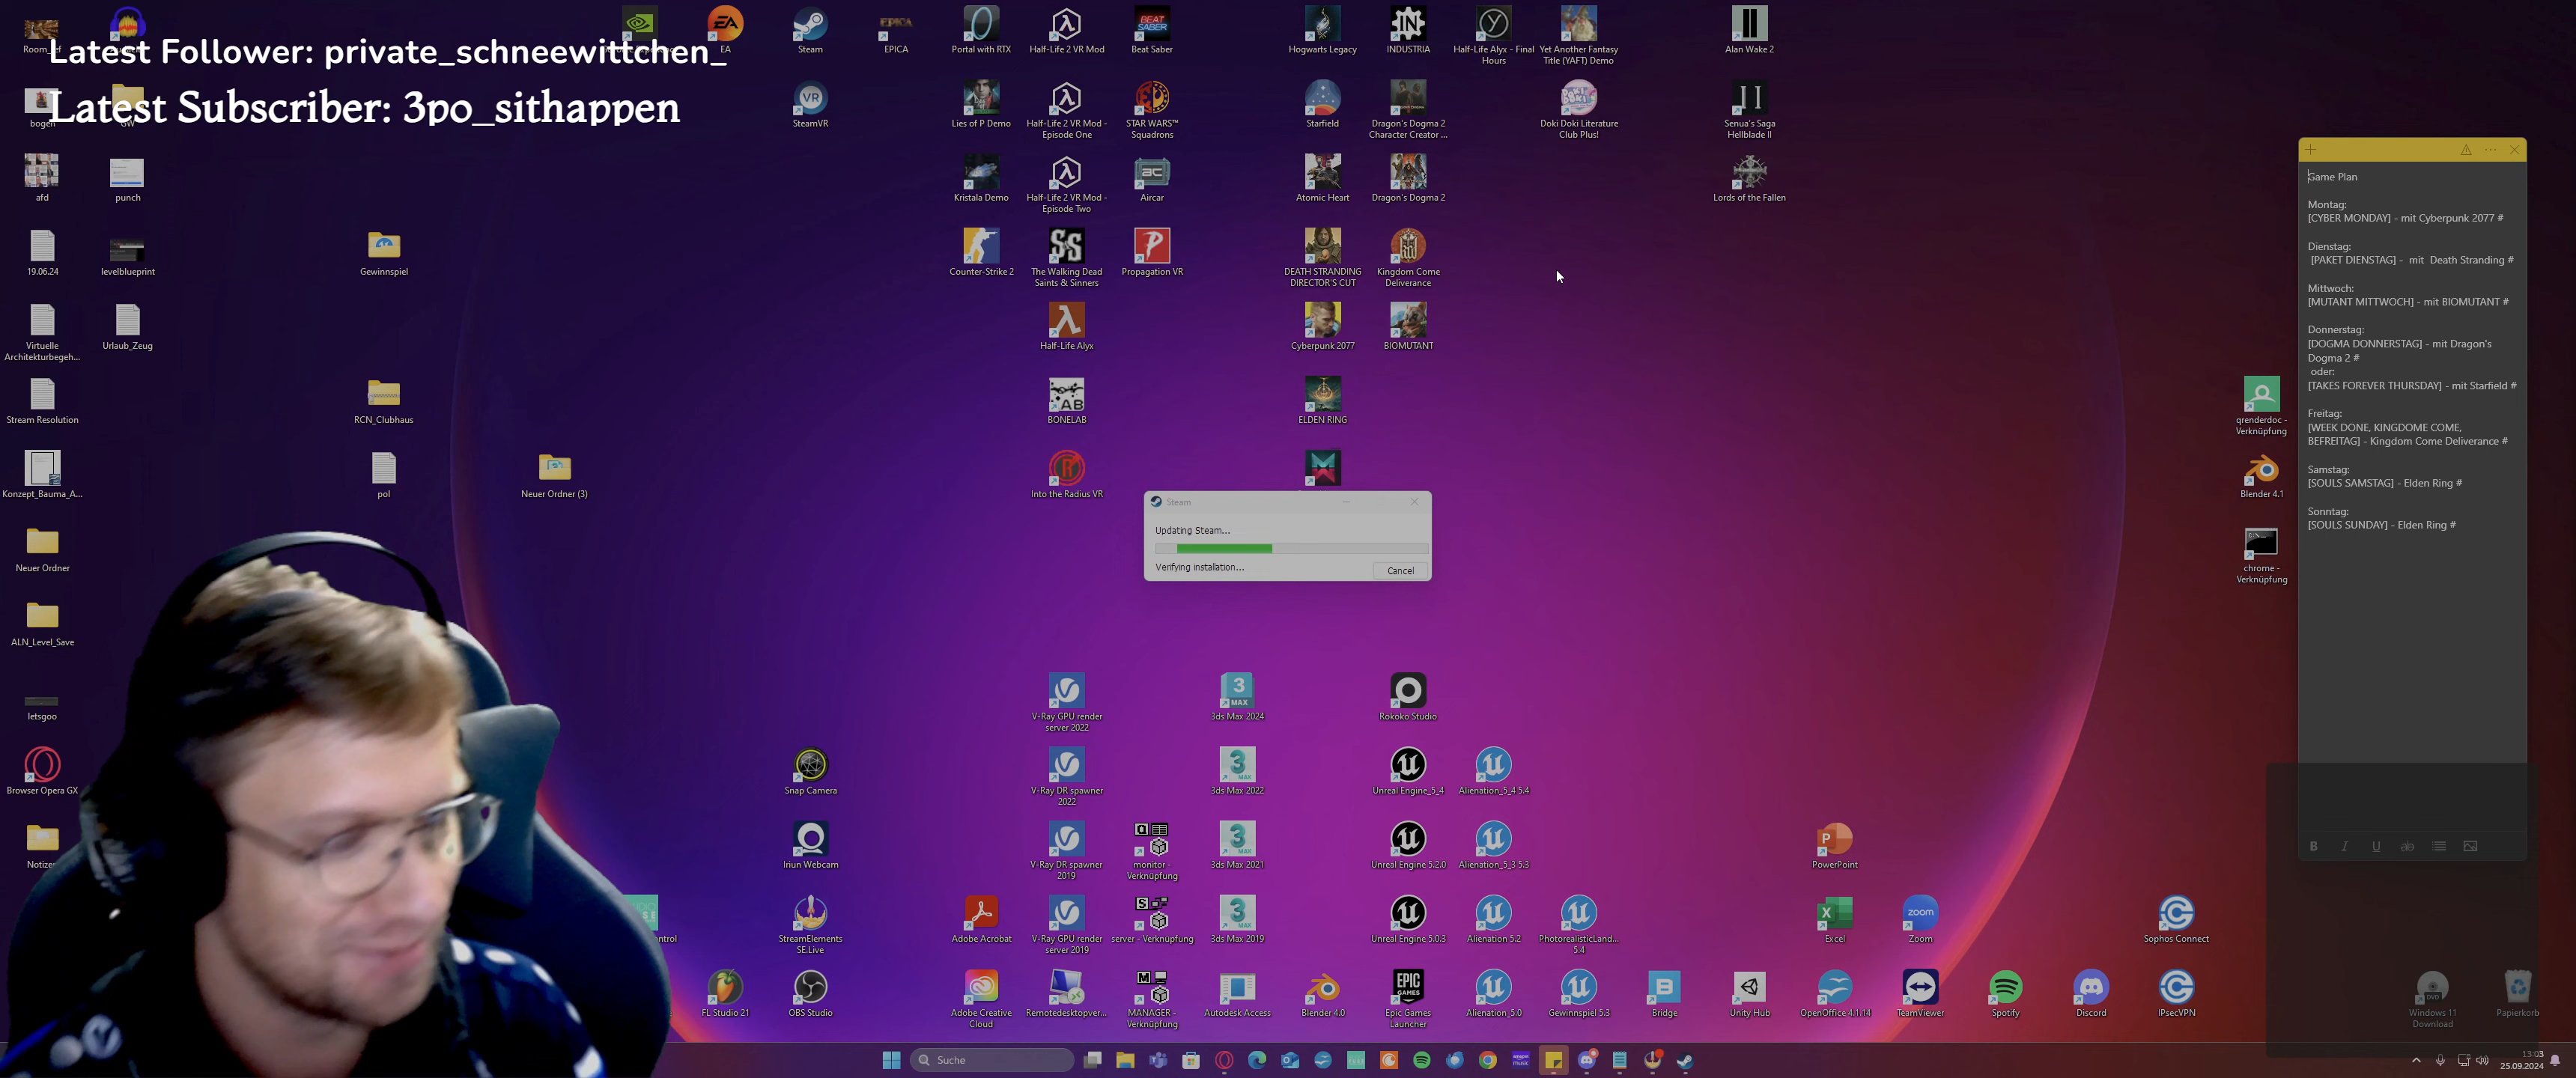 Latest Follower: private_schneewittchen_
Latest Subscriber: 3po_sithappen
EA
Steam
EPICA
Portal with RTX
Half-Life 2 VR Mod
Beat Saber
Hogwarts Legacy
INDUSTRIA
Half-Life Alyx - Final
Hours
Yet Another Fantasy
Title (YAFT) Demo
Alan Wake 2
bogen
GW
SteamVR
Lies of P Demo
Half-Life 2 VR Mod -
Episode One
STAR WARS™
Squadrons
Starfield
Dragon's Dogma 2
Character Creator ...
Doki Doki Literature
Club Plus!
Senua's Saga
Hellblade II
afd
punch
Kristala Demo
Half-Life 2 VR Mod -
Episode Two
Aircar
Atomic Heart
Dragon's Dogma 2
Lords of the Fallen
19.06.24
levelblueprint
Gewinnspiel
Counter-Strike 2
The Walking Dead
Saints & Sinners
Propagation VR
DEATH STRANDING
DIRECTOR'S CUT
Kingdom Come
Deliverance
Virtuelle
Architekturbegeh...
Urlaub_Zeug
Half-Life Alyx
Cyberpunk 2077
BIOMUTANT
Stream Resolution
RCN_Clubhaus
BONELAB
ELDEN RING
qrenderdoc -
Verknüpfung
Konzept_Bauma_A...
pol
Neuer Ordner (3)
Into the Radius VR
Blender 4.1
Neuer Ordner
chrome -
Verknüpfung
ALN_Level_Save
Steam
Updating Steam...
Verifying installation...
Cancel
Game Plan
Montag:
[CYBER MONDAY] - mit Cyberpunk 2077 #
Dienstag:
[PAKET DIENSTAG] - mit Death Stranding #
Mittwoch:
[MUTANT MITTWOCH] - mit BIOMUTANT #
Donnerstag:
[DOGMA DONNERSTAG] - mit Dragon's
Dogma 2 #
oder:
[TAKES FOREVER THURSDAY] - mit Starfield #
Freitag:
[WEEK DONE, KINGDOME COME,
BEFREITAG] - Kingdom Come Deliverance #
Samstag:
[SOULS SAMSTAG] - Elden Ring #
Sonntag:
[SOULS SUNDAY] - Elden Ring #
letsgoo
V-Ray GPU render
server 2022
3ds Max 2024
Rokoko Studio
Browser Opera GX
Snap Camera
V-Ray DR spawner
2022
3ds Max 2022
Unreal Engine_5_4
Alienation_5_4 5.4
Iriun Webcam
V-Ray DR spawner
2019
monitor -
Verknüpfung
3ds Max 2021
Unreal Engine 5.2.0
Alienation_5_3 5.3
PowerPoint
StreamElements
SE.Live
Adobe Acrobat
V-Ray GPU render
server 2019
server - Verknüpfung
3ds Max 2019
Unreal Engine 5.0.3
Alienation 5.2
PhotorealisticLand...
5.4
Excel
Zoom
Sophos Connect
FL Studio 21
OBS Studio
Adobe Creative
Cloud
Remotedesktopver...
MANAGER -
Verknüpfung
Autodesk Access
Blender 4.0
Epic Games
Launcher
Alienation_5.0
Gewinnspiel 5.3
Bridge
Unity Hub
OpenOffice 4.1.14
TeamViewer
Spotify
Discord
IPsecVPN
Windows 11
Download
Papierkorb
Suche
13:03
25.09.2024